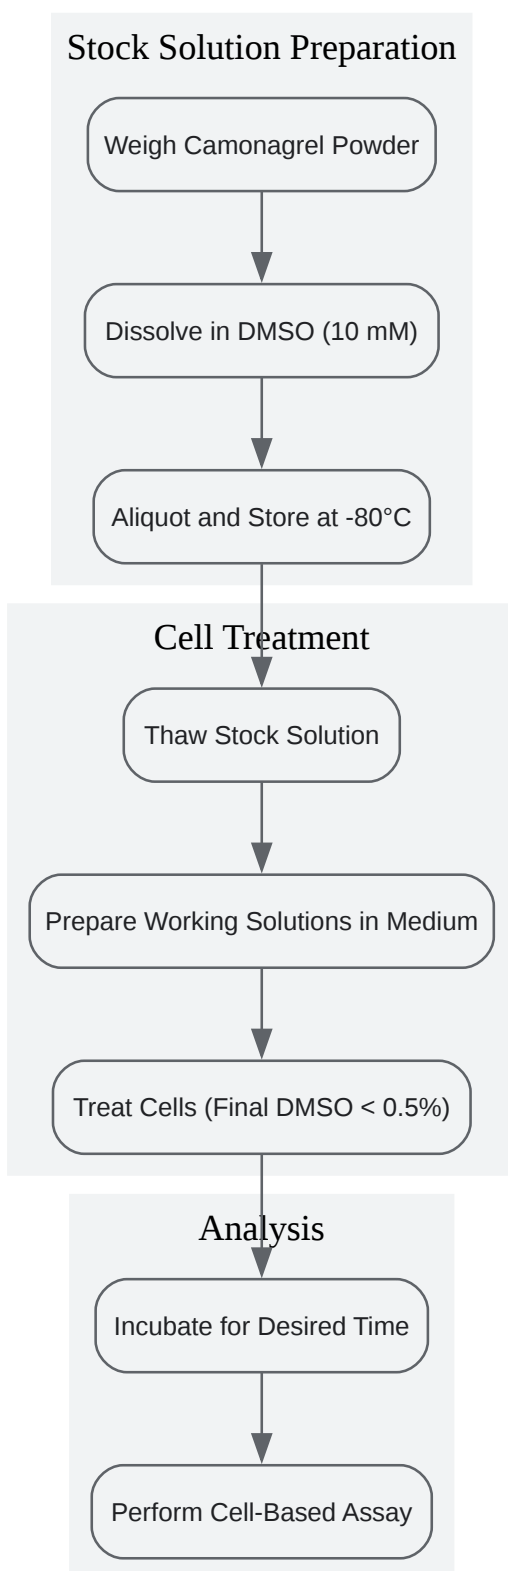 Stock Solution Preparation
Weigh Camonagrel Powder
Dissolve in DMSO (10 mM)
Aliquot and Store at -80°C
Cell Treatment
Thaw Stock Solution
Prepare Working Solutions in Medium
Treat Cells (Final DMSO < 0.5%)
Analysis
Incubate for Desired Time
Perform Cell-Based Assay